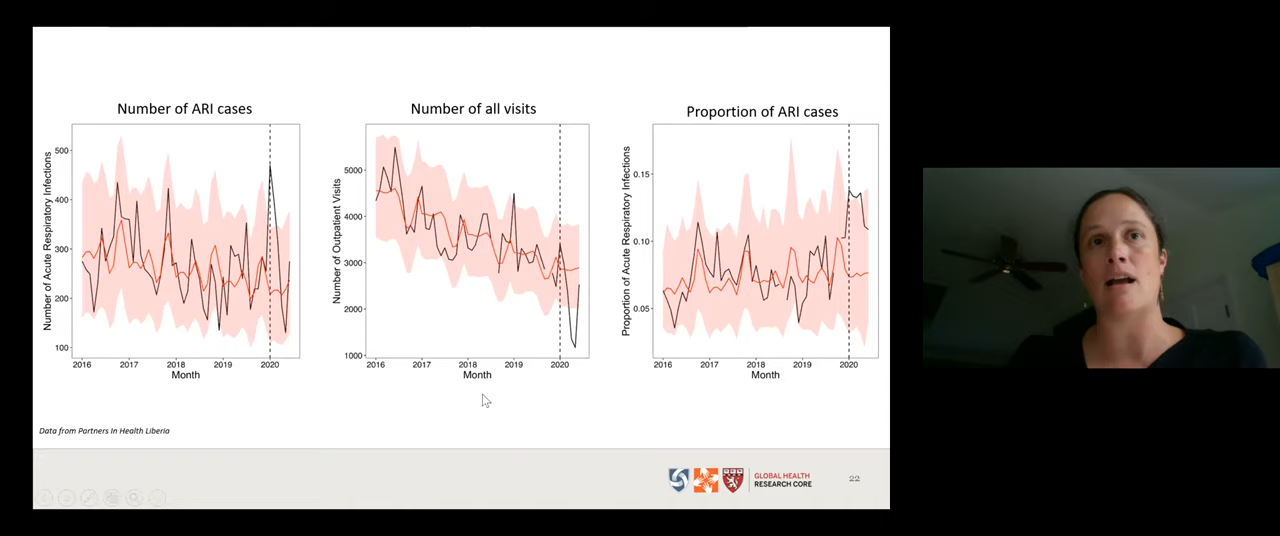 Number of ARI cases
Number of Acute Respiratory Infections
500
400
300
200
100
2016 2017 2018 2019 2020
Month
Number of all visits
Number of Outpatient Visits
5000
4000
3000
2000
1000
2016 2017 2018 2019 2020
Month
Proportion of ARI cases
Proportion of Acute Respiratory Infections
0.15
0.10
0.05
2016 2017 2018 2019 2020
Month
Data from Partners In Health Liberia
GLOBAL HEALTH
RESEARCH CORE
22